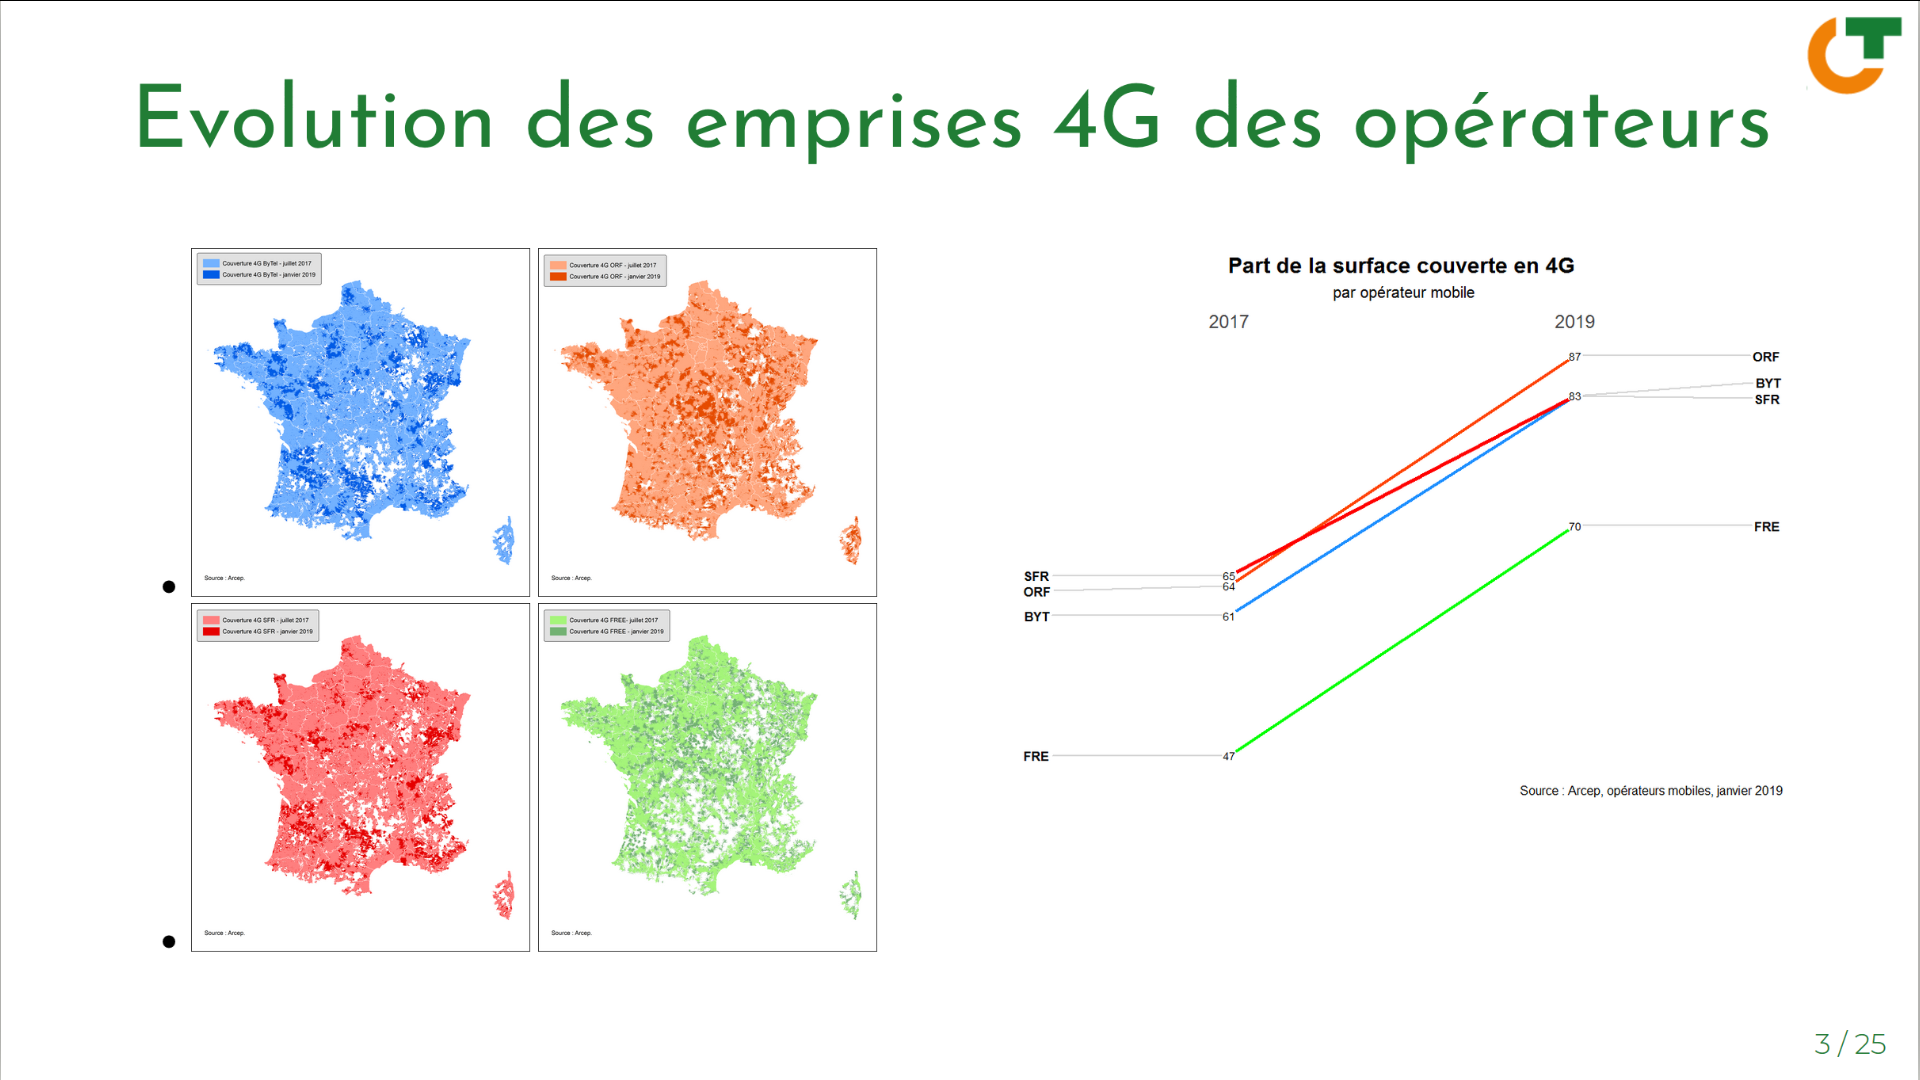 Evolution des emprises 4G des opérateurs
Couverture 4G ByTel - juillet 2017
Couverture 4G ByTel - janvier 2019
Source : Arcep.
Couverture 4G ORF - juillet 2017
Couverture 4G ORF - janvier 2019
Source : Arcep.
Couverture 4G SFR - juillet 2017
Couverture 4G SFR - janvier 2019
Source : Arcep.
Couverture 4G FREE- juillet 2017
Couverture 4G FREE - janvier 2019
Source : Arcep.
Part de la surface couverte en 4G
par opérateur mobile
2017 2019
87 ORF
BYT
83
SFR
70 FRE
SFR 65
ORF 64
BYT 61
FRE 47
Source : Arcep, opérateurs mobiles, janvier 2019
3 / 25